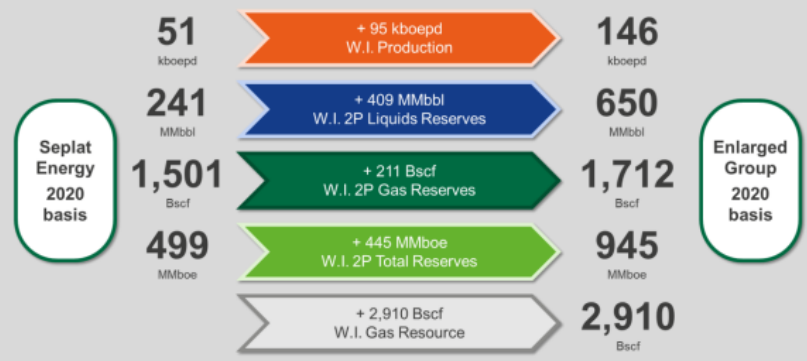 Seplat
Energy
2020
basis
51
kboepd
+ 95 kboepd
W.I. Production
146
kboepd
241
MMbbl
+ 409 MMbbl
W.I. 2P Liquids Reserves
650
MMbbl
1,501
Bscf
+ 211 Bscf
W.I. 2P Gas Reserves
1,712
Bscf
499
MMboe
+ 445 MMboe
W.I. 2P Total Reserves
945
MMboe
+ 2,910 Bscf
W.I. Gas Resource
2,910
Bscf
Enlarged
Group
2020
basis